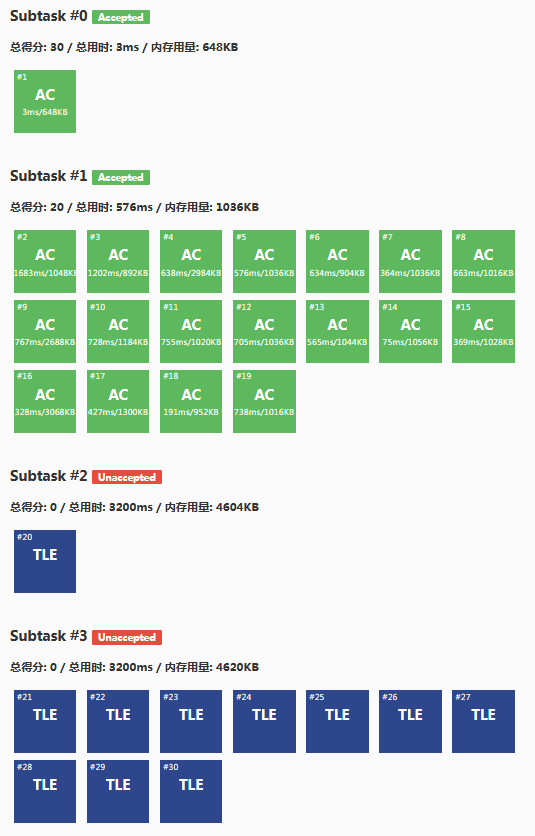 Subtask #0 Accepted
总得分: 30 / 总用时: 3ms / 内存用量: 648KB
#1
AC
3ms/648KB
Subtask #1 Accepted
总得分: 20 / 总用时: 576ms / 内存用量: 1036KB
#2 #3 #4 #5 #6 #7 #8
AC AC AC AC AC AC AC
1683ms/1048KB 1202ms/892KB 638ms/2984KB 576ms/1036KB 634ms/904KB 364ms/1036KB 663ms/1016KB
#9 #10 #11 #12 #13 #14 #15
AC AC AC AC AC AC AC
767ms/2688KB 728ms/1184KB 755ms/1020KB 705ms/1036KB 565ms/1044KB 75ms/1056KB 369ms/1028KB
#16 #17 #18 #19
AC AC AC AC
328ms/3068KB 427ms/1300KB 191ms/952KB 738ms/1016KB
Subtask #2 Unaccepted
总得分: 0 / 总用时: 3200ms / 内存用量: 4604KB
#20
TLE
Subtask #3 Unaccepted
总得分: 0 / 总用时: 3200ms / 内存用量: 4620KB
#21 #22 #23 #24 #25 #26 #27
TLE TLE TLE TLE TLE TLE TLE
#28 #29 #30
TLE TLE TLE